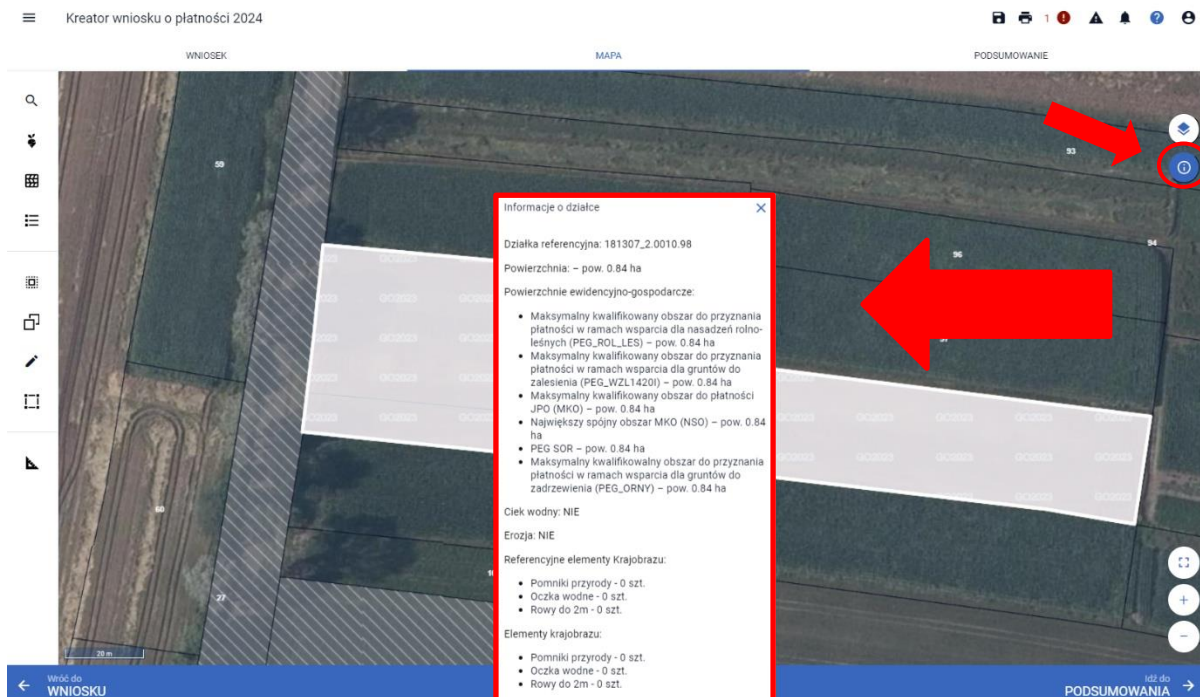 Kreator wniosku o płatności 2024
1
WNIOSEK
MAPA
PODSUMOWANIE
59
93
94
96
Informacje o działce
Działka referencyjna: 181307_2.0010.98
Powierzchnia: – pow. 0.84 ha
Powierzchnie ewidencyjno-gospodarcze:
• Maksymalny kwalifikowany obszar do przyznania
płatności w ramach wsparcia dla nasadzeń rolno-
leśnych (PEG_ROL_LES) – pow. 0.84 ha
• Maksymalny kwalifikowany obszar do przyznania
płatności w ramach wsparcia dla gruntów do
zalesienia (PEG_WZL1420I) – pow. 0.84 ha
• Maksymalny kwalifikowany obszar do płatności
JPO (MKO) – pow. 0.84 ha
• Największy spójny obszar MKO (NSO) – pow. 0.84
ha
• PEG SOR – pow. 0.84 ha
• Maksymalny kwalifikowalny obszar do przyznania
płatności w ramach wsparcia dla gruntów do
zadrzewienia (PEG_ORNY) – pow. 0.84 ha
Ciek wodny: NIE
Erozja: NIE
Referencyjne elementy Krajobrazu:
• Pomniki przyrody - 0 szt.
• Oczka wodne - 0 szt.
• Rowy do 2m - 0 szt.
Elementy krajobrazu:
• Pomniki przyrody - 0 szt.
• Oczka wodne - 0 szt.
• Rowy do 2m - 0 szt.
60
27
20 m
Wróć do
WNIOSKU
Idź do
PODSUMOWANIA